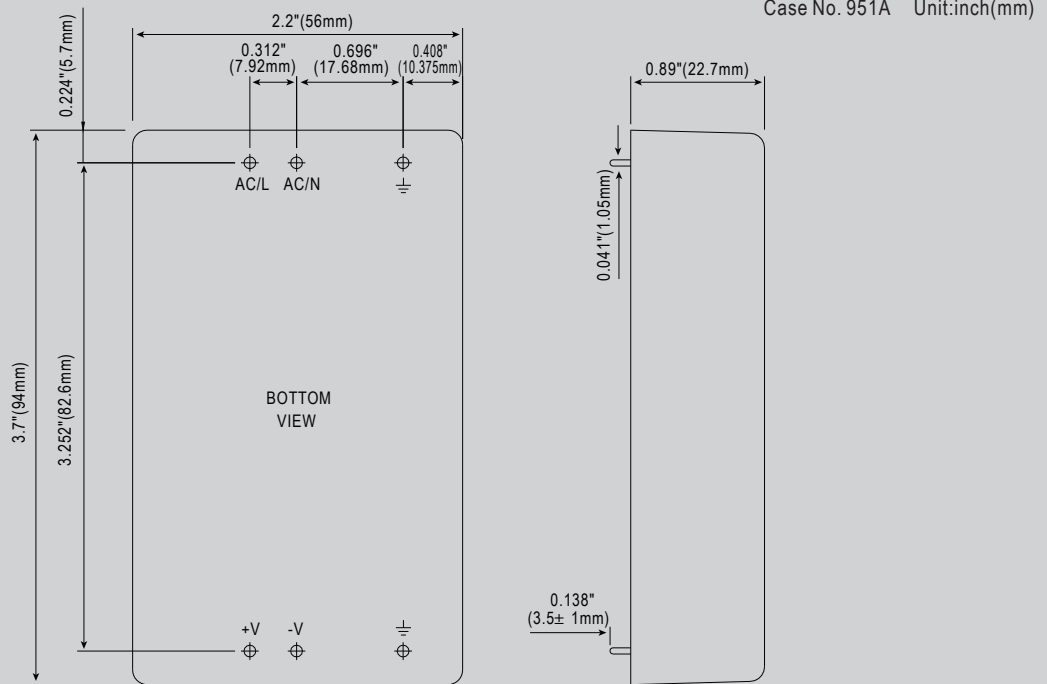 Case No. 951A Unit:inch(mm)
2.2"(56mm)
0.312"
(7.92mm)
0.696"
(17.68mm)
0.408"
(10.375mm)
0.224"(5.7mm)
0.89"(22.7mm)
AC/L AC/N
0.041"(1.05mm)
3.7"(94mm)
3.252"(82.6mm)
BOTTOM
VIEW
0.138"
(3.5± 1mm)
+V -V